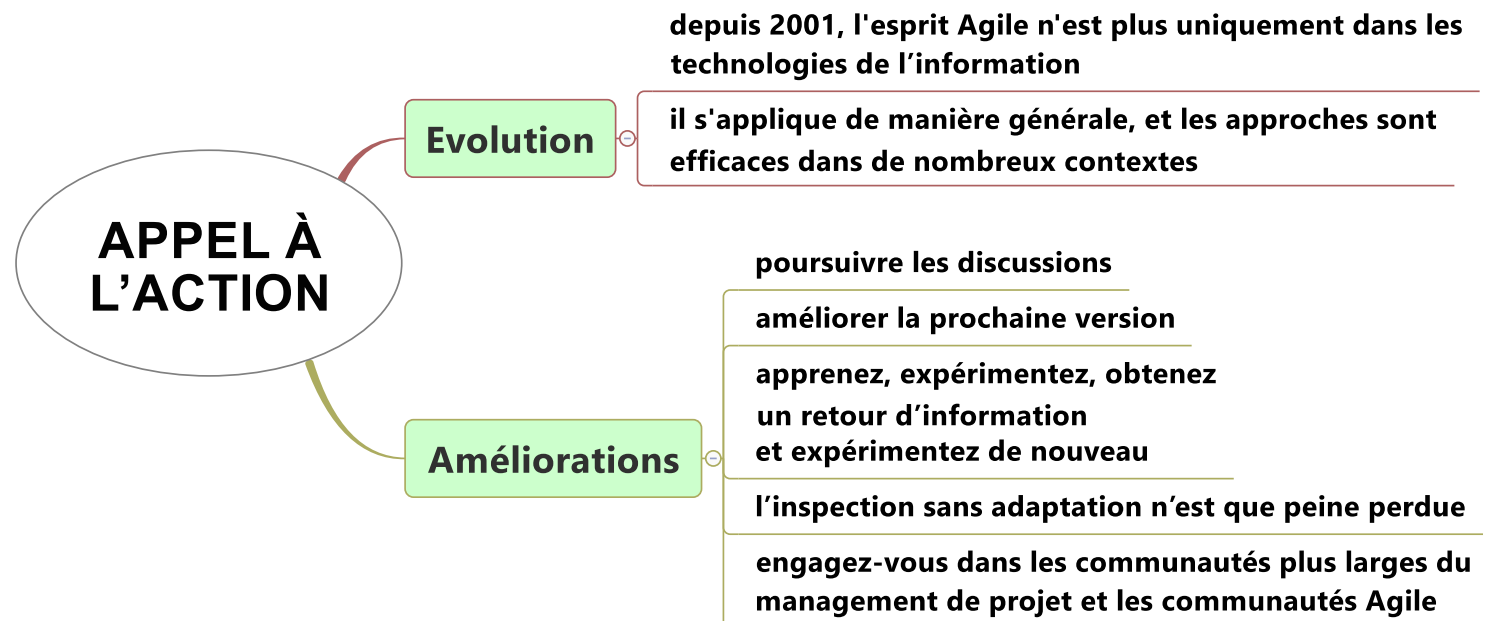 APPEL À
L’ACTION
Evolution
depuis 2001, l'esprit Agile n'est plus uniquement dans les
technologies de l’information
il s'applique de manière générale, et les approches sont
efficaces dans de nombreux contextes
Améliorations
poursuivre les discussions
améliorer la prochaine version
apprenez, expérimentez, obtenez
un retour d’information
et expérimentez de nouveau
l’inspection sans adaptation n’est que peine perdue
engagez-vous dans les communautés plus larges du
management de projet et les communautés Agile